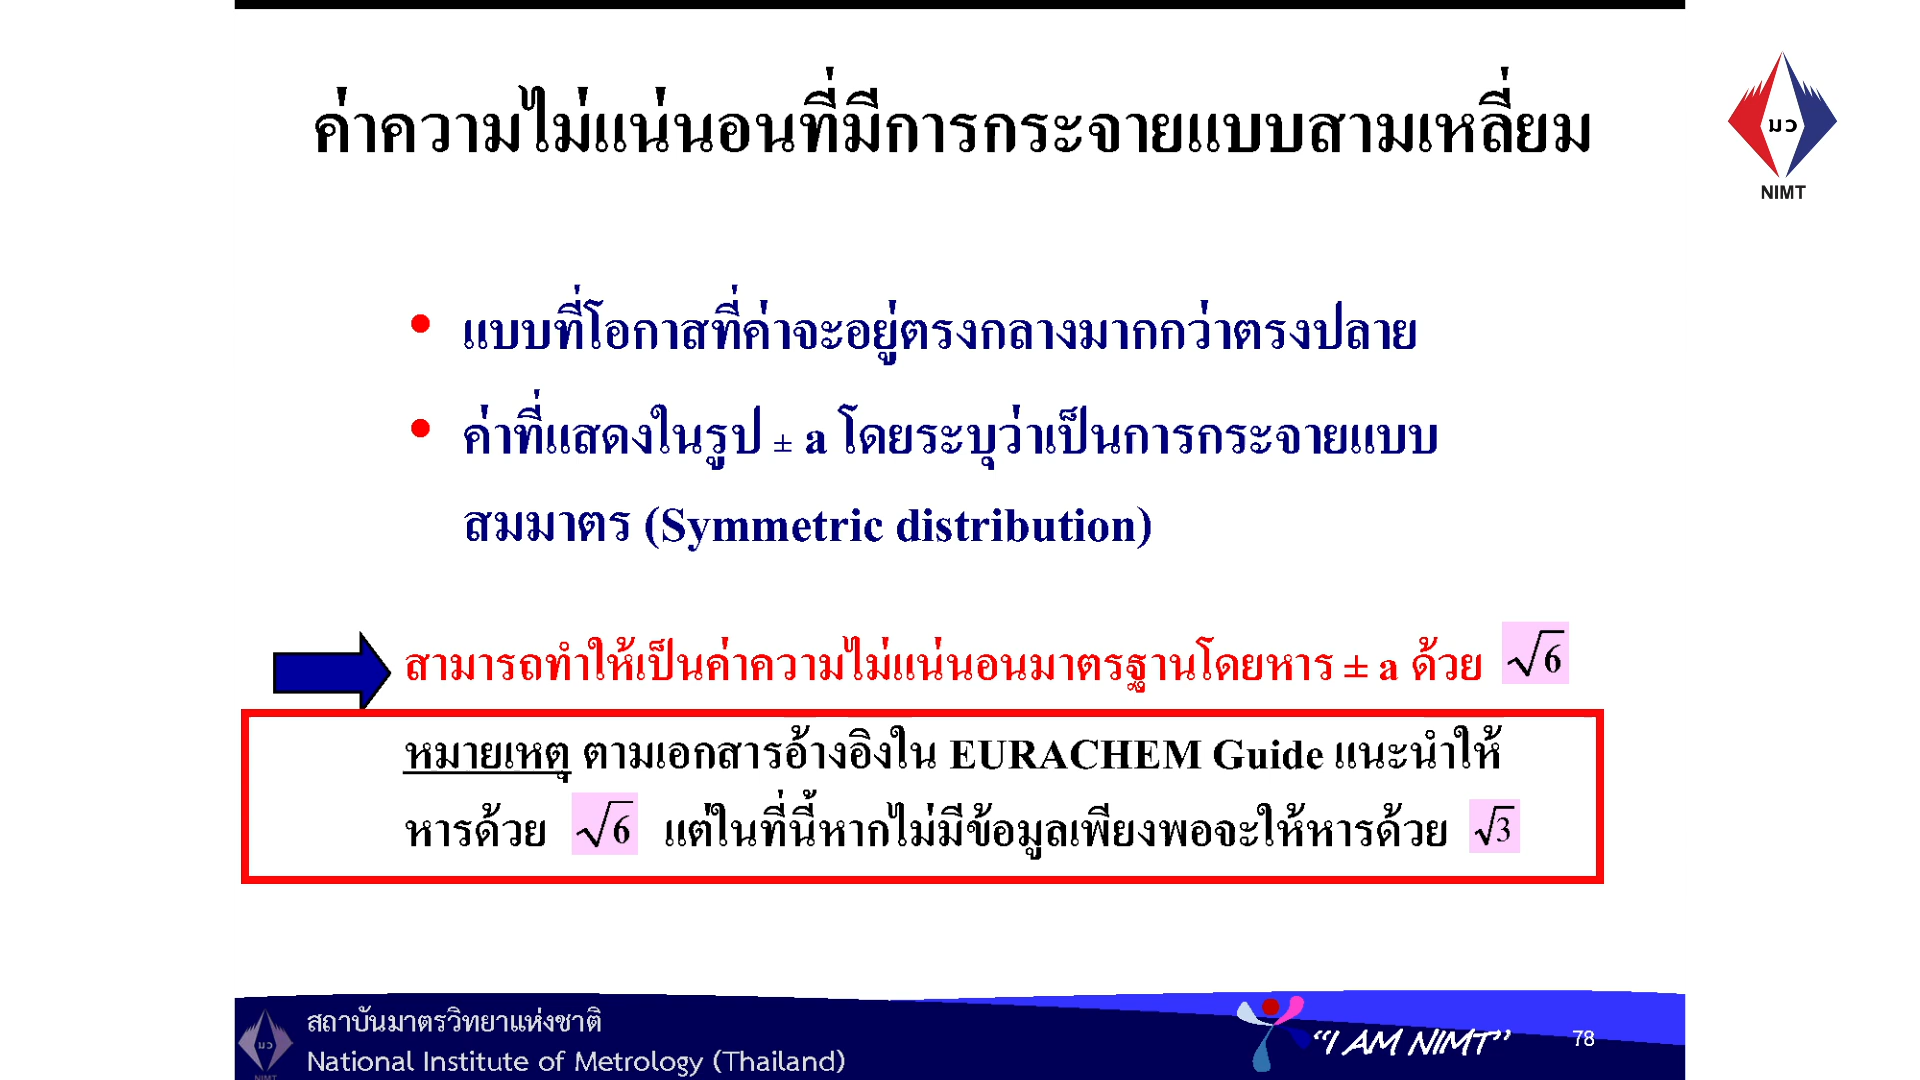 ค่าความไม่แน่นอนที่มีการกระจายแบบสามเหลี่ยม
มว
NIMT
• แบบที่โอกาสที่ค่าจะอยู่ตรงกลางมากกว่าตรงปลาย
• ค่าที่แสดงในรูป ± a โดยระบุว่าเป็นการกระจายแบบ
สมมาตร (Symmetric distribution)
สามารถทำให้เป็นค่าความไม่แน่นอนมาตรฐานโดยหาร ± a ด้วย √6
หมายเหตุ ตามเอกสารอ้างอิงใน EURACHEM Guide แนะนำให้
หารด้วย √6 แต่ในที่นี้หากไม่มีข้อมูลเพียงพอจะให้หารด้วย √3
สถาบันมาตรวิทยาแห่งชาติ
มว
National Institute of Metrology (Thailand)
NIMT
“I AM NIMT”
78